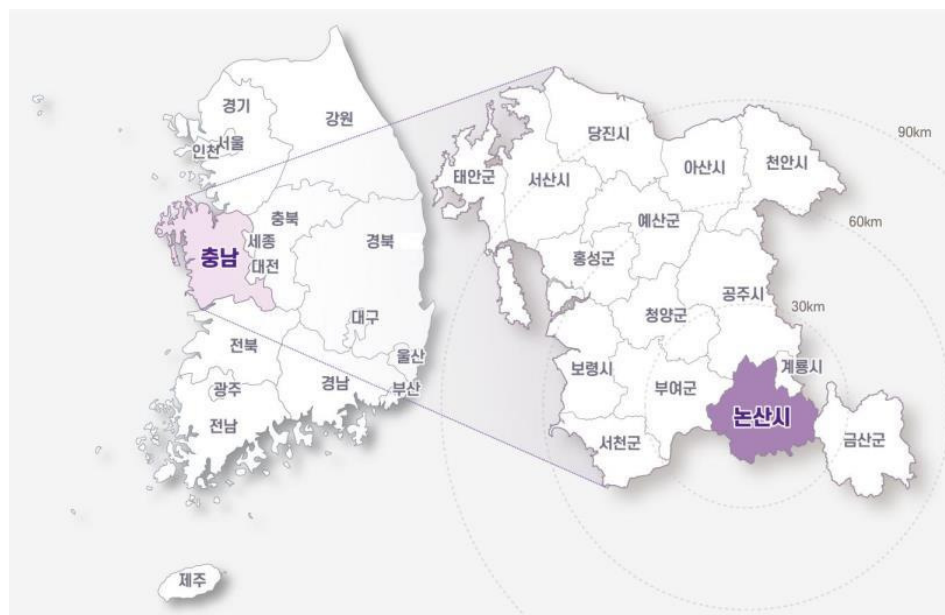 경기
서울
인천
강원
충남
충북
세종
대전
경북
대구
전북
울산
부산
경남
광주
전남
제주
90km
당진시
아산시
천안시
태안군
서산시
예산군
60km
홍성군
공주시
청양군
30km
보령시
부여군
계룡시
논산시
서천군
금산군